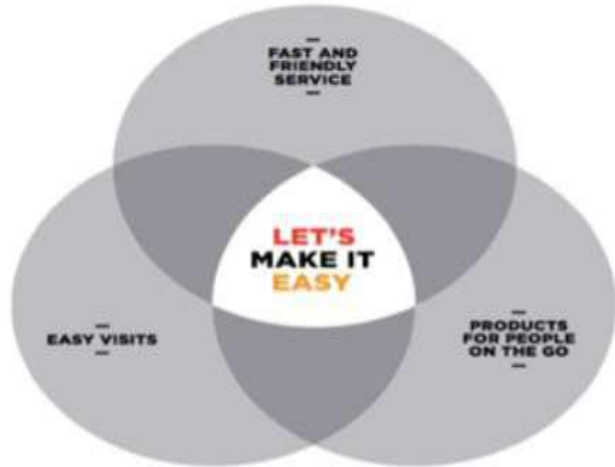 FAST AND
FRIENDLY
SERVICE
LET'S
MAKE IT
EASY
EASY VISITS
PRODUCTS
FOR PEOPLE
ON THE GO